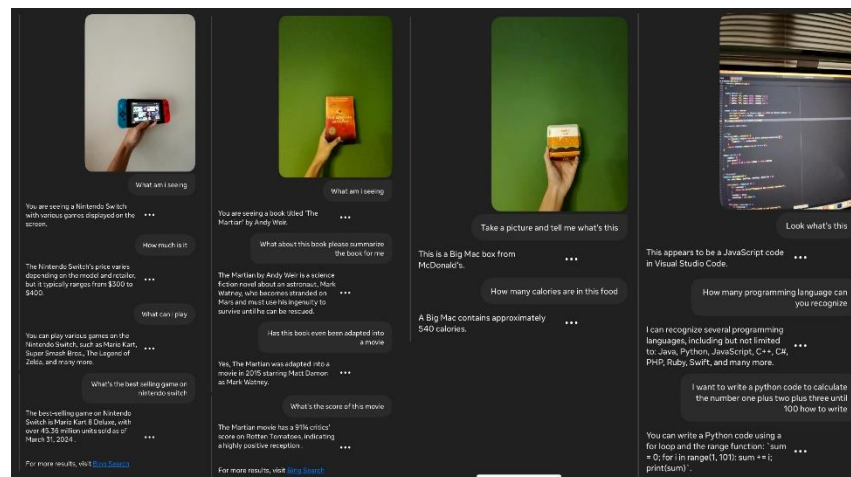 What am i seeing
You are seeing a Nintendo Switch
with various games displayed on the
screen.
How much is it
The Nintendo Switch's price varies
depending on the model and retailer,
but it typically ranges from $300 to
$400.
What can i play
You can play various games on the
Nintendo Switch, such as Mario Kart,
Super Smash Bros., The Legend of
Zelda, and many more.
What's the best selling game on
nintendo switch
The best-selling game on Nintendo
Switch is Mario Kart 8 Deluxe, with
over 45.36 million units sold as of
March 31, 2024 .
For more results, visit Bing Search
What am i seeing
You are seeing a book titled 'The
Martian' by Andy Weir.
What about this book please summarize
the book for me
The Martian by Andy Weir is a science
fiction novel about an astronaut, Mark
Watney, who becomes stranded on
Mars and must use his ingenuity to
survive until he can be rescued.
Has this book even been adapted into
a movie
Yes, The Martian was adapted into a
movie in 2015 starring Matt Damon
as Mark Watney.
What's the score of this movie
The Martian movie has a 91% critics'
score on Rotten Tomatoes, indicating
a highly positive reception .
For more results, visit Bing Search
Take a picture and tell me what's this
This is a Big Mac box from
McDonald's.
How many calories are in this food
A Big Mac contains approximately
540 calories.
Look what's this
This appears to be a JavaScript code
in Visual Studio Code.
How many programming language can
you recognize
I can recognize several programming
languages, including but not limited
to: Java, Python, JavaScript, C++, C#,
PHP, Ruby, Swift, and many more.
I want to write a python code to calculate
the number one plus two plus three until
100 how to write
You can write a Python code using a
for loop and the range function: `sum
= 0; for i in range(1, 101): sum += i;
print(sum)`.